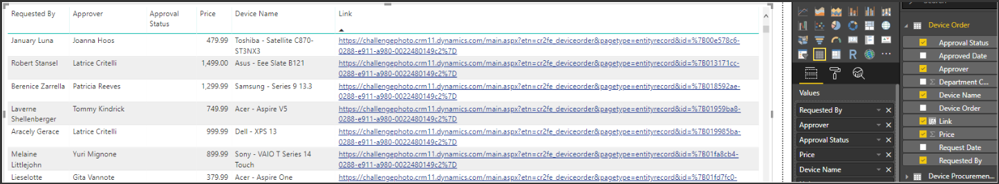 Requested By Approver Approval Status Price Device Name Link
January Luna Joanna Hoos 479.99 Toshiba - Satellite C870-ST3NX3 https://challengephoto.crm11.dynamics.com/main.aspx?etn=cr2fe_deviceorder&pagetype=entityrecord&id=%7B00e578c6-
0288-e911-a980-0022480149c2%7D
Robert Stansel Latrice Critelli 1,499.00 Asus - Eee Slate B121 https://challengephoto.crm11.dynamics.com/main.aspx?etn=cr2fe_deviceorder&pagetype=entityrecord&id=%7B013171cc-
0288-e911-a980-0022480149c2%7D
Berenice Zarrella Patricia Reeves 1,299.99 Samsung - Series 9 13.3 https://challengephoto.crm11.dynamics.com/main.aspx?etn=cr2fe_deviceorder&pagetype=entityrecord&id=%7B018592ae-
0288-e911-a980-0022480149c2%7D
Laverne Shellenberger Tommy Kindrick 749.99 Acer - Aspire V5 https://challengephoto.crm11.dynamics.com/main.aspx?etn=cr2fe_deviceorder&pagetype=entityrecord&id=%7B01959ba8-
0288-e911-a980-0022480149c2%7D
Aracely Gerace Latrice Critelli 999.99 Dell - XPS 13 https://challengephoto.crm11.dynamics.com/main.aspx?etn=cr2fe_deviceorder&pagetype=entityrecord&id=%7B019985ba-
0288-e911-a980-0022480149c2%7D
Melaine Littlejohn Yuri Mignone 899.99 Sony - VAIO T Series 14 Touch https://challengephoto.crm11.dynamics.com/main.aspx?etn=cr2fe_deviceorder&pagetype=entityrecord&id=%7B01fa8cb4-
0288-e911-a980-0022480149c2%7D
Lieselotte Gita Vannote 379.99 Acer - Aspire One https://challengephoto.crm11.dynamics.com/main.aspx?etn=cr2fe_deviceorder&pagetype=entityrecord&id=%7B01fd7fc0-
R
Values
Requested By
Approver
Approval Status
Price
Device Name
Device Order
Approval Status
Approved Date
Approver
Σ Department C...
Device Name
Device Order
Link
Σ Price
Request Date
Requested By
Device Procuremen...